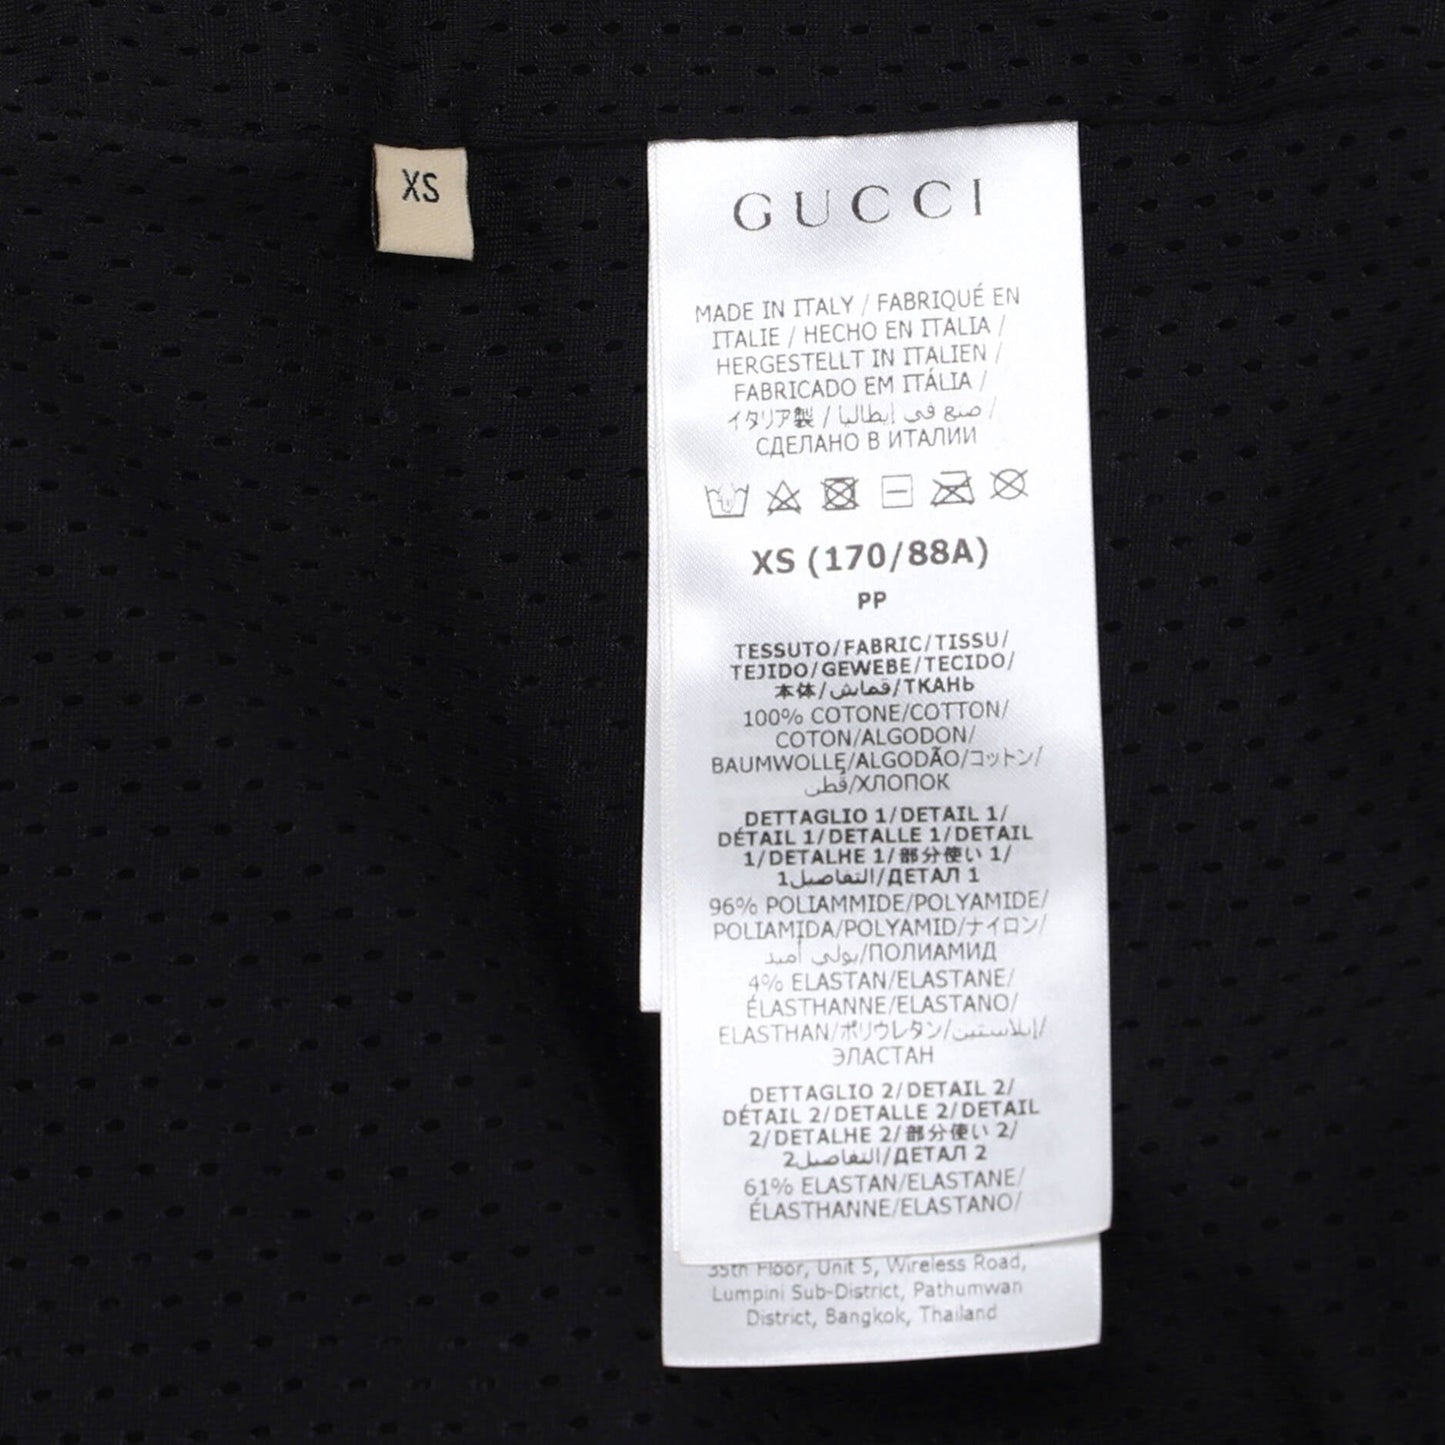 XS
GUCCI
MADE IN ITALY / FABRIQUÉ EN
ITALIE / HECHO EN ITALIA /
HERGESTELLT IN ITALIEN /
FABRICADO EM ITÁLIA /
イタリア製 / صنع في إيطاليا /
СДЕЛАНО В ИТАЛИИ
XS (170/88A)
PP
TESSUTO/FABRIC/TISSU/
TEJIDO/GEWEBE/TECIDO/
本体/قماش/ТКАНЬ
100% COTONE/COTTON/
COTON/ALGODON/
BAUMWOLLE/ALGODÃO/コットン/
قطن/ХЛОПОК
DETTAGLIO 1/DETAIL 1/
DÉTAIL 1/DETALLE 1/DETAIL
1/DETALHE 1/部分使い 1/
التفاصيل1/ДЕТАЛ 1
96% POLIAMMIDE/POLYAMIDE/
POLIAMIDA/POLYAMID/ナイロン/
بولي أميد/ПОЛИАМИД
4% ELASTAN/ELASTANE/
ÉLASTHANNE/ELASTANO/
ELASTHAN/ポリウレタン/إيلاستين/
ЭЛАСТАН
DETTAGLIO 2/DETAIL 2/
DÉTAIL 2/DETALLE 2/DETAIL
2/DETALHE 2/部分使い 2/
التفاصيل2/ДЕТАЛ 2
61% ELASTAN/ELASTANE/
ÉLASTHANNE/ELASTANO/
35th Floor, Unit 5, Wireless Road,
Lumpini Sub-District, Pathumwan
District, Bangkok, Thailand